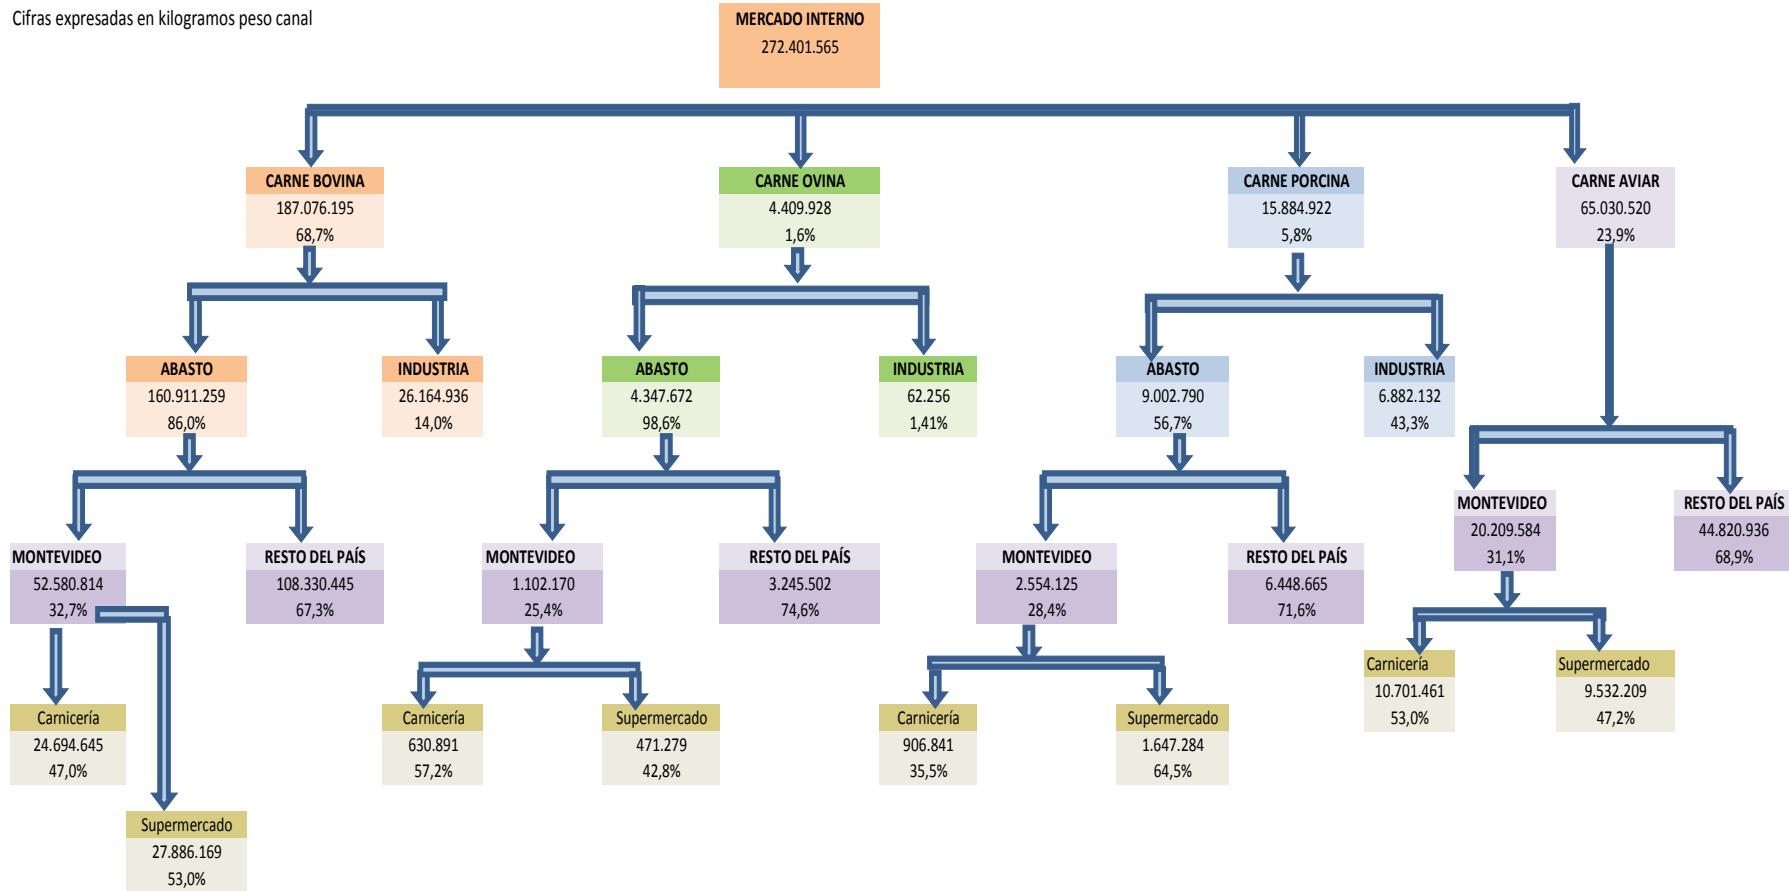 Cifras expresadas en kilogramos peso canal
MERCADO INTERNO
272.401.565
CARNE BOVINA
187.076.195
68,7%
CARNE OVINA
4.409.928
1,6%
CARNE PORCINA
15.884.922
5,8%
CARNE AVIAR
65.030.520
23,9%
ABASTO
160.911.259
86,0%
INDUSTRIA
26.164.936
14,0%
ABASTO
4.347.672
98,6%
INDUSTRIA
62.256
1,41%
ABASTO
9.002.790
56,7%
INDUSTRIA
6.882.132
43,3%
MONTEVIDEO
20.209.584
31,1%
RESTO DEL PAÍS
44.820.936
68,9%
MONTEVIDEO
52.580.814
32,7%
RESTO DEL PAÍS
108.330.445
67,3%
MONTEVIDEO
1.102.170
25,4%
RESTO DEL PAÍS
3.245.502
74,6%
MONTEVIDEO
2.554.125
28,4%
RESTO DEL PAÍS
6.448.665
71,6%
Carnicería
10.701.461
53,0%
Supermercado
9.532.209
47,2%
Carnicería
24.694.645
47,0%
Carnicería
630.891
57,2%
Supermercado
471.279
42,8%
Carnicería
906.841
35,5%
Supermercado
1.647.284
64,5%
Supermercado
27.886.169
53,0%